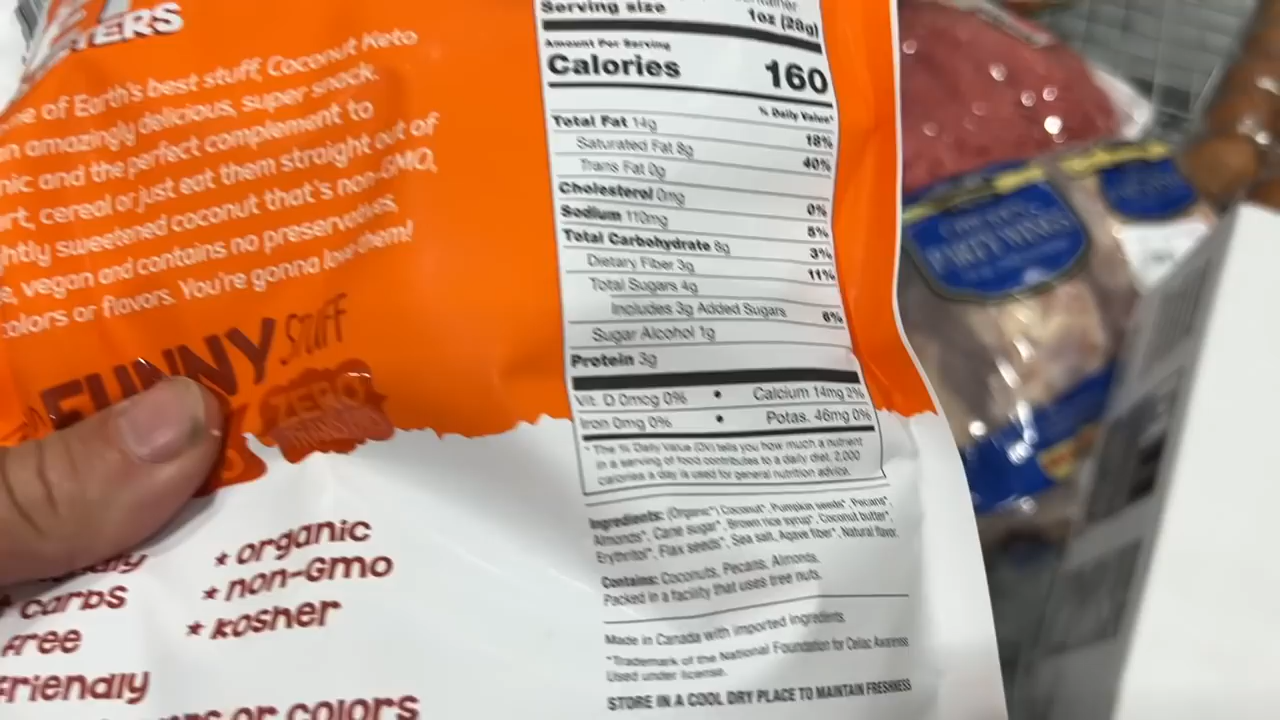 TERS
Serving size 1oz (28g)
Amount Per Serving
Calories 160
% Daily Value*
Total Fat 14g 18%
Saturated Fat 8g 40%
Trans Fat 0g
Cholesterol 0mg 0%
Sodium 110mg 5%
Total Carbohydrate 8g 3%
Dietary Fiber 3g 11%
Total Sugars 4g
Includes 3g Added Sugars 6%
Sugar Alcohol 1g
Protein 3g
Vit. D 0mcg 0% • Calcium 14mg 2%
Iron 0mg 0% • Potas. 46mg 0%
* The % Daily Value (DV) tells you how much a nutrient
in a serving of food contributes to a daily diet. 2,000
calories a day is used for general nutrition advice.
Ingredients: (Organic*) Coconut*, Pumpkin seeds*, Pecans*,
Almonds*, Cane sugar*, Brown rice syrup*, Coconut butter*,
Erythritol*, Flax seeds*, Sea salt, Agave fiber*, Natural flavor.
Contains: Coconuts, Pecans, Almonds.
Packed in a facility that uses tree nuts.
Made in Canada with imported ingredients.
*Trademark of the National Foundation for Celiac Awareness
Used under license.
STORE IN A COOL DRY PLACE TO MAINTAIN FRESHNESS
ne of Earth's best stuff, Coconut Keto
an amazingly delicious, super snack.
nic and the perfect complement to
urt, cereal or just eat them straight out of
ghtly sweetened coconut that's non-GMO,
e, vegan and contains no preservatives,
colors or flavors. You're gonna love them!
FUNNY Stuff
ZERO
* organic
* non-GMO
* kosher
carbs
free
friendly
or colors
PARTY WINGS